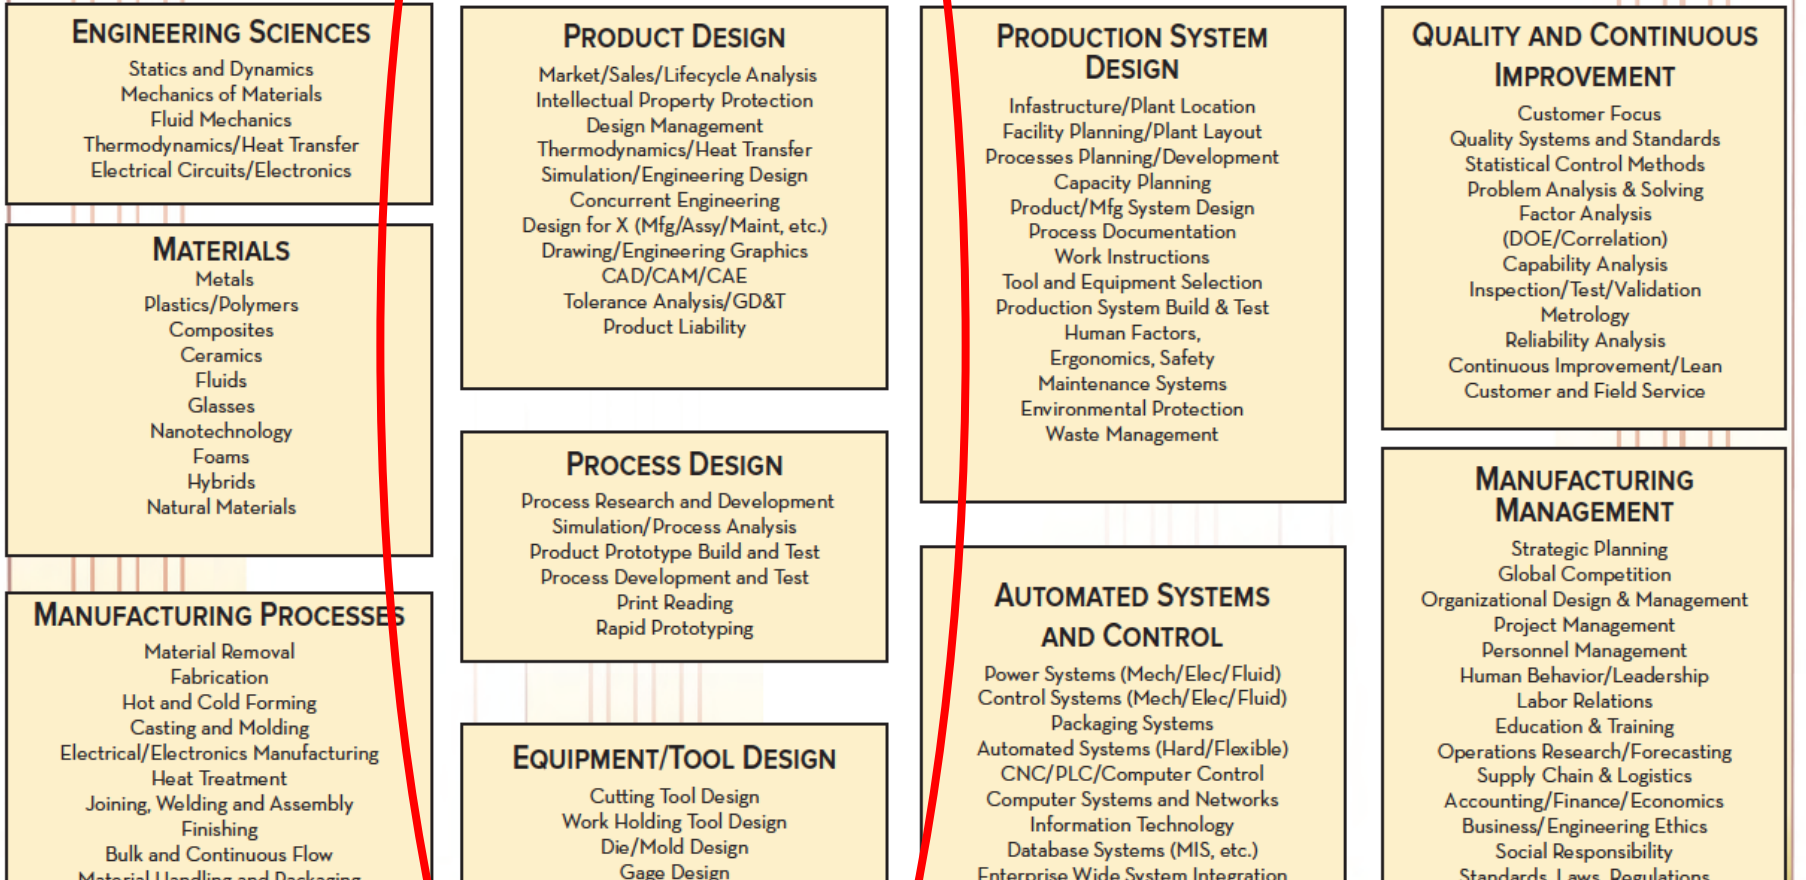 ENGINEERING SCIENCES
Statics and Dynamics
Mechanics of Materials
Fluid Mechanics
Thermodynamics/Heat Transfer
Electrical Circuits/Electronics
MATERIALS
Metals
Plastics/Polymers
Composites
Ceramics
Fluids
Glasses
Nanotechnology
Foams
Hybrids
Natural Materials
MANUFACTURING PROCESSES
Material Removal
Fabrication
Hot and Cold Forming
Casting and Molding
Electrical/Electronics Manufacturing
Heat Treatment
Joining, Welding and Assembly
Finishing
Bulk and Continuous Flow
Material Handling and Packaging
PRODUCT DESIGN
Market/Sales/Lifecycle Analysis
Intellectual Property Protection
Design Management
Thermodynamics/Heat Transfer
Simulation/Engineering Design
Concurrent Engineering
Design for X (Mfg/Assy/Maint, etc.)
Drawing/Engineering Graphics
CAD/CAM/CAE
Tolerance Analysis/GD&T
Product Liability
PROCESS DESIGN
Process Research and Development
Simulation/Process Analysis
Product Prototype Build and Test
Process Development and Test
Print Reading
Rapid Prototyping
EQUIPMENT/TOOL DESIGN
Cutting Tool Design
Work Holding Tool Design
Die/Mold Design
Gage Design
PRODUCTION SYSTEM
DESIGN
Infastructure/Plant Location
Facility Planning/Plant Layout
Processes Planning/Development
Capacity Planning
Product/Mfg System Design
Process Documentation
Work Instructions
Tool and Equipment Selection
Production System Build & Test
Human Factors,
Ergonomics, Safety
Maintenance Systems
Environmental Protection
Waste Management
AUTOMATED SYSTEMS
AND CONTROL
Power Systems (Mech/Elec/Fluid)
Control Systems (Mech/Elec/Fluid)
Packaging Systems
Automated Systems (Hard/Flexible)
CNC/PLC/Computer Control
Computer Systems and Networks
Information Technology
Database Systems (MIS, etc.)
Enterprise Wide System Integration
QUALITY AND CONTINUOUS
IMPROVEMENT
Customer Focus
Quality Systems and Standards
Statistical Control Methods
Problem Analysis & Solving
Factor Analysis
(DOE/Correlation)
Capability Analysis
Inspection/Test/Validation
Metrology
Reliability Analysis
Continuous Improvement/Lean
Customer and Field Service
MANUFACTURING
MANAGEMENT
Strategic Planning
Global Competition
Organizational Design & Management
Project Management
Personnel Management
Human Behavior/Leadership
Labor Relations
Education & Training
Operations Research/Forecasting
Supply Chain & Logistics
Accounting/Finance/Economics
Business/Engineering Ethics
Social Responsibility
Standards, Laws, Regulations